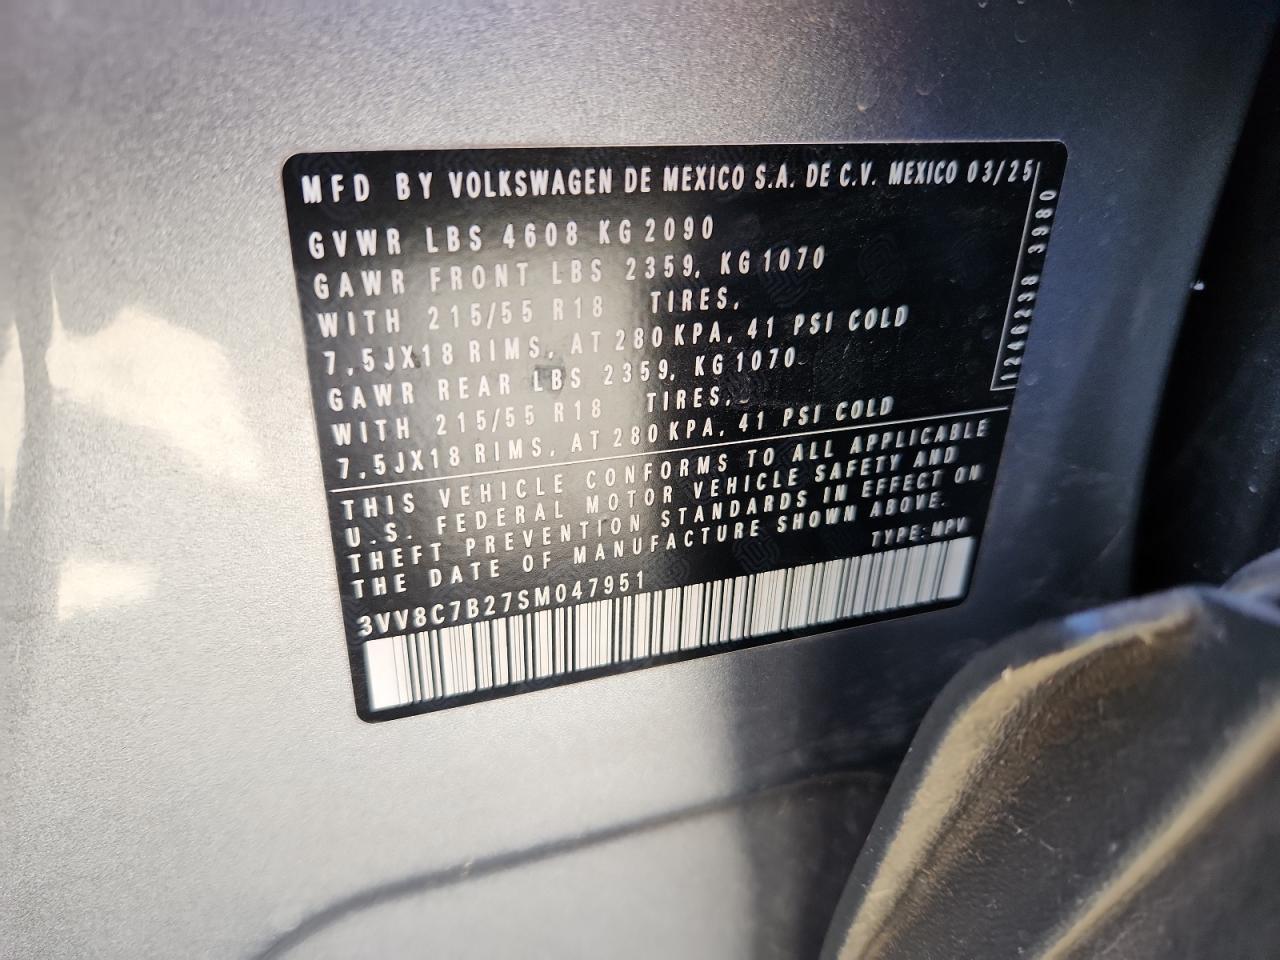 MFD BY VOLKSWAGEN DE MEXICO S.A. DE C.V. MEXICO 03/25
GVWR LBS 4608 KG 2090
GAWR FRONT LBS 2359, KG 1070
WITH 215/55 R18 TIRES,
7,5JX18 RIMS, AT 280 KPA, 41 PSI COLD
GAWR REAR LBS 2359, KG 1070
WITH 215/55 R18 TIRES,
7,5JX18 RIMS, AT 280 KPA, 41 PSI COLD
THIS VEHICLE CONFORMS TO ALL APPLICABLE
U.S. FEDERAL MOTOR VEHICLE SAFETY AND
THEFT PREVENTION STANDARDS IN EFFECT ON
THE DATE OF MANUFACTURE SHOWN ABOVE.
TYPE: MPV
3VV8C7B27SM047951
1246238 3980